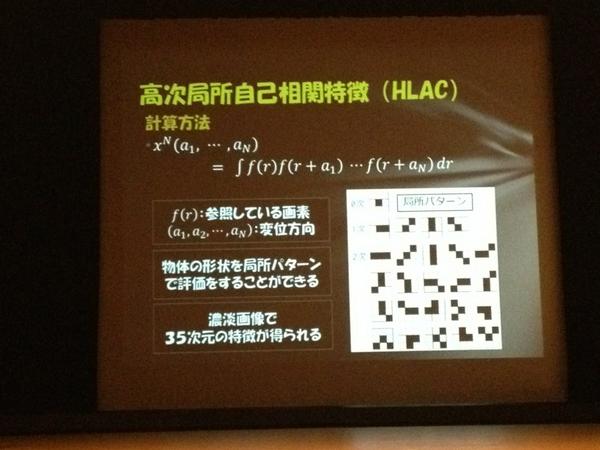 高次局所自己相関特徴（HLAC）
計算方法
x^N(a_1, ⋯ ,a_N)
= ∫f(r)f(r + a_1) ⋯ f(r + a_N) dr
f(r):参照している画素
(a_1,a_2,⋯,a_N):変位方向
物体の形状を局所パターン
で評価をすることができる
濃淡画像で
35次元の特徴が得られる
局所パターン
0次
1次
2次